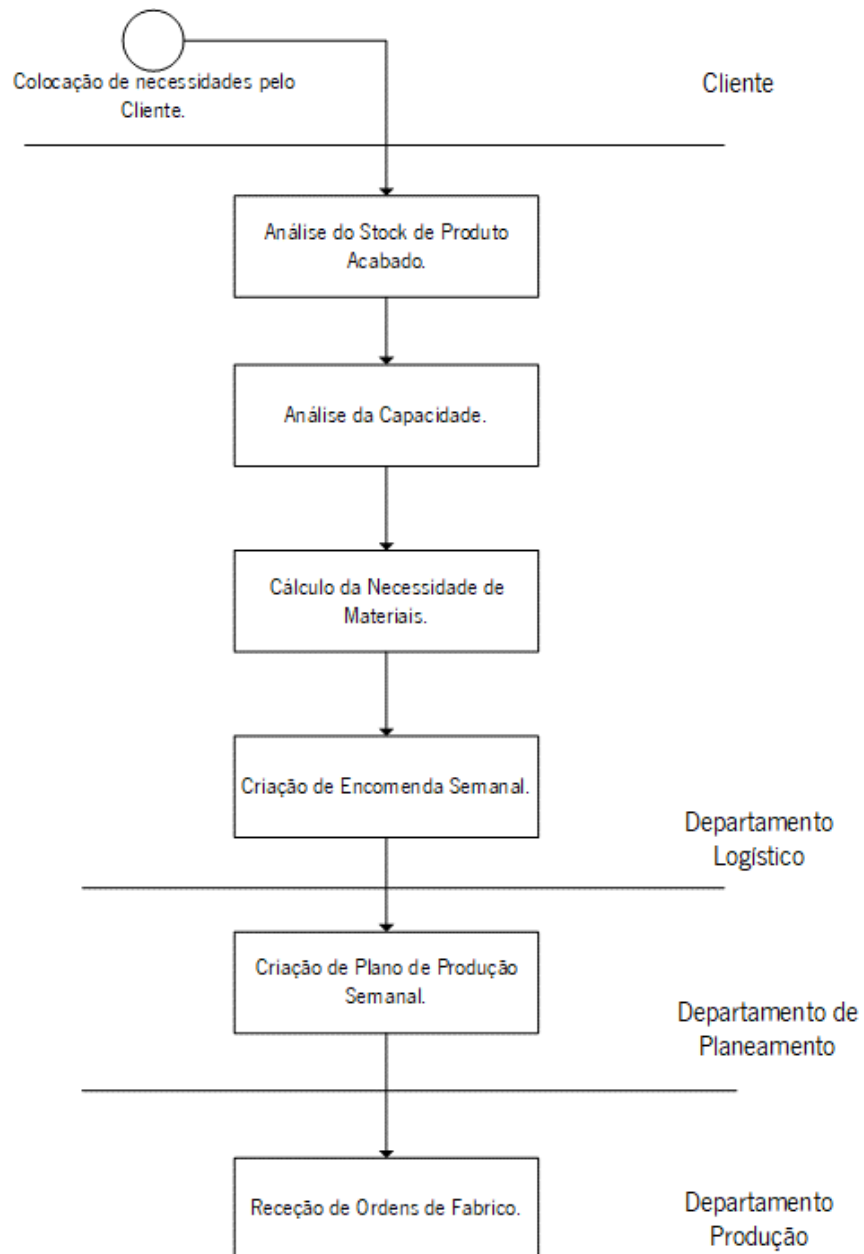 Colocação de necessidades pelo
Cliente.
Cliente
Análise do Stock de Produto
Acabado.
Análise da Capacidade.
Cálculo da Necessidade de
Materiais.
Criação de Encomenda Semanal.
Departamento
Logístico
Criação de Plano de Produção
Semanal.
Departamento de
Planeamento
Receção de Ordens de Fabrico.
Departamento
Produção